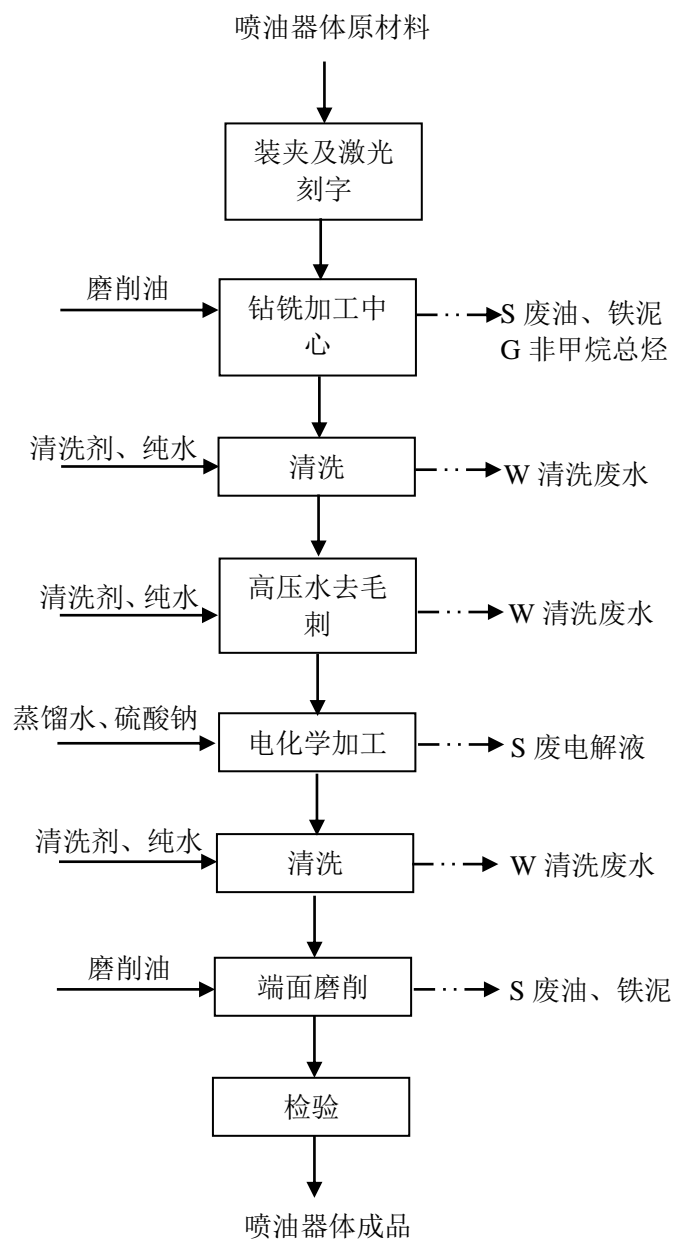 喷油器体原材料
装夹及激光
刻字
磨削油
钻铣加工中
心
S 废油、铁泥
G 非甲烷总烃
清洗剂、纯水
清洗
W 清洗废水
清洗剂、纯水
高压水去毛
刺
W 清洗废水
蒸馏水、硫酸钠
电化学加工
S 废电解液
清洗剂、纯水
清洗
W 清洗废水
磨削油
端面磨削
S 废油、铁泥
检验
喷油器体成品